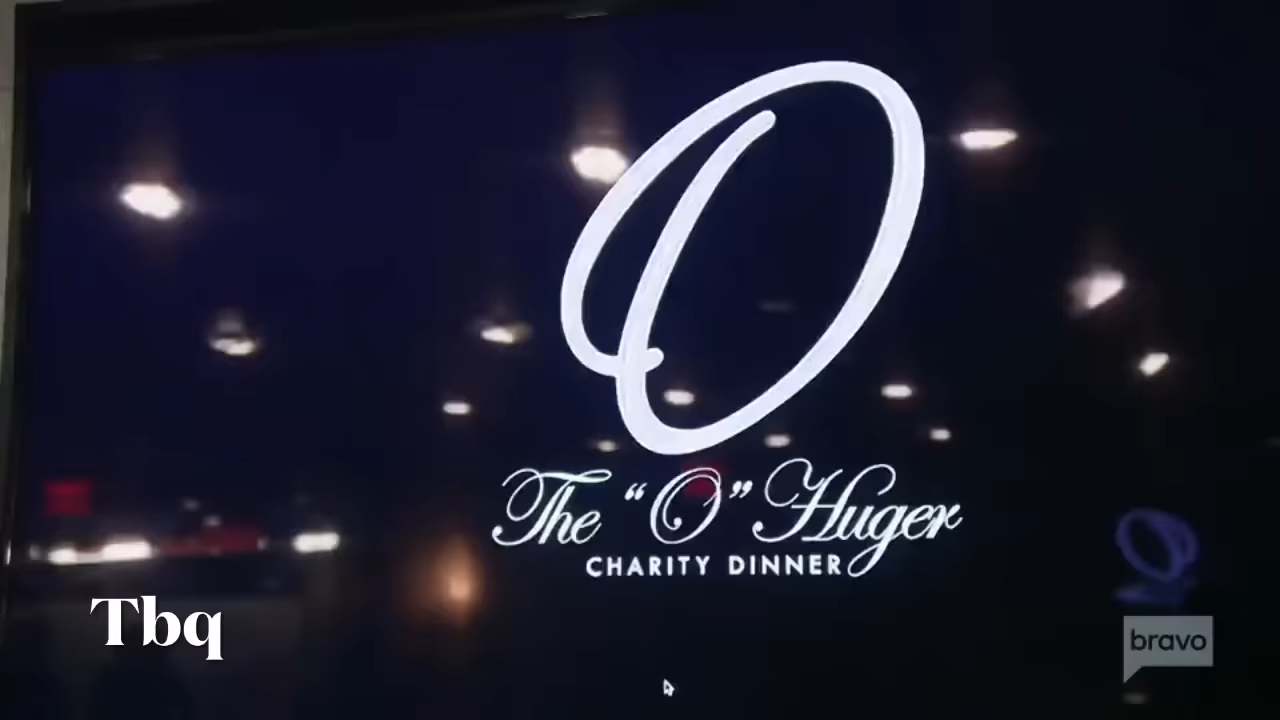 O
The “O” Huger
CHARITY DINNER
Tbq
bravo